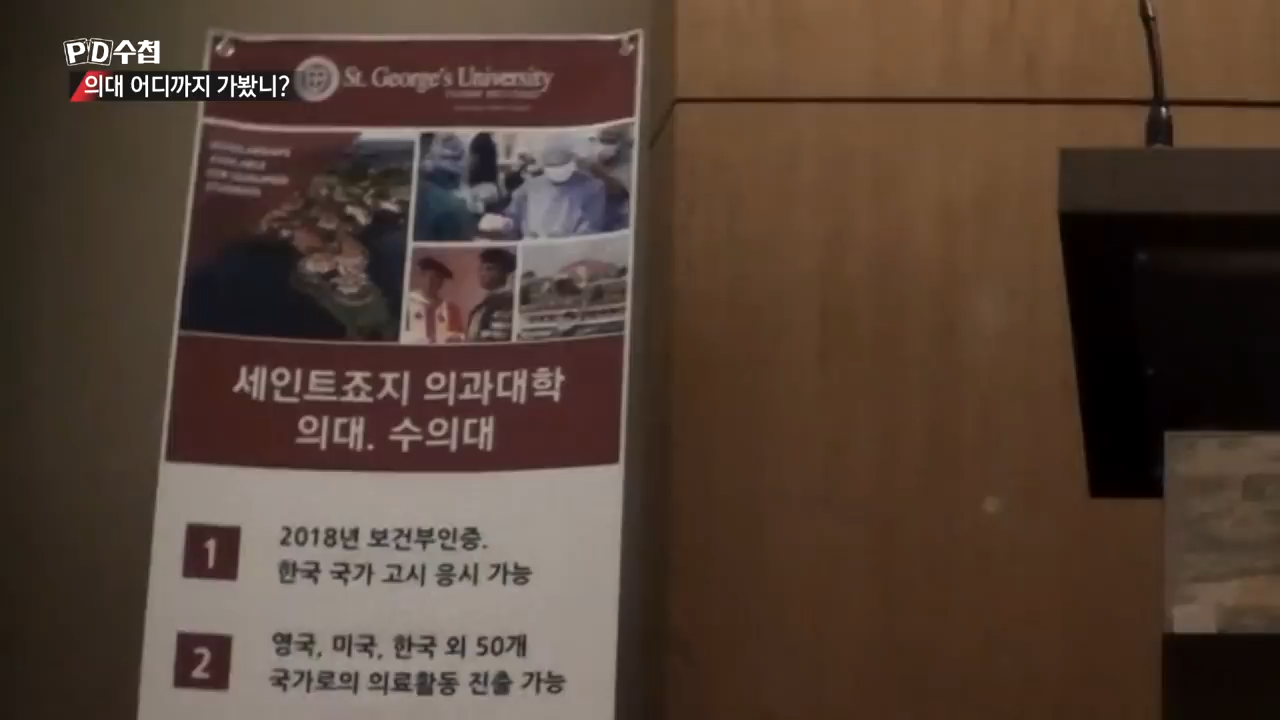 PD수첩
의대 어디까지 가봤니?
St. George's University
세인트죠지 의과대학
의대. 수의대
1
2018년 보건부인증.
한국 국가 고시 응시 가능
2
영국, 미국, 한국 외 50개
국가로의 의료활동 진출 가능